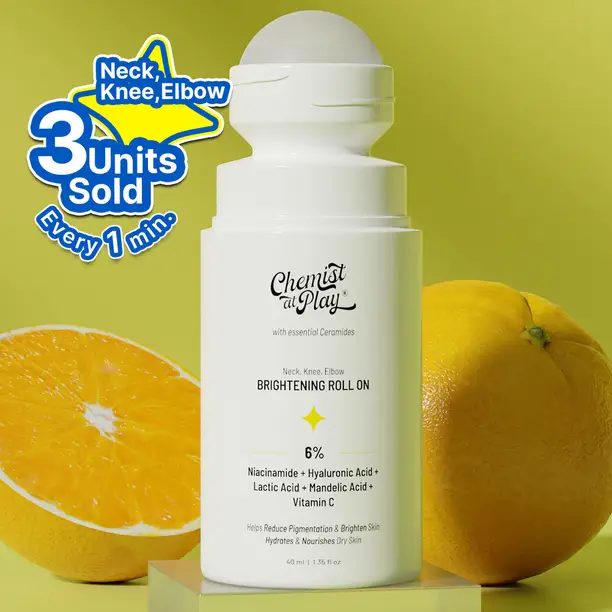 Neck,
Knee,Elbow
3 Units
Sold
Every 1 min.
Chemist
at Play
with essential Ceramides
Neck, Knee, Elbow
BRIGHTENING ROLL ON
6%
Niacinamide + Hyaluronic Acid +
Lactic Acid + Mandelic Acid +
Vitamin C
Helps Reduce Pigmentation & Brighten Skin
Hydrates & Nourishes Dry Skin
40 ml | 1.35 fl oz